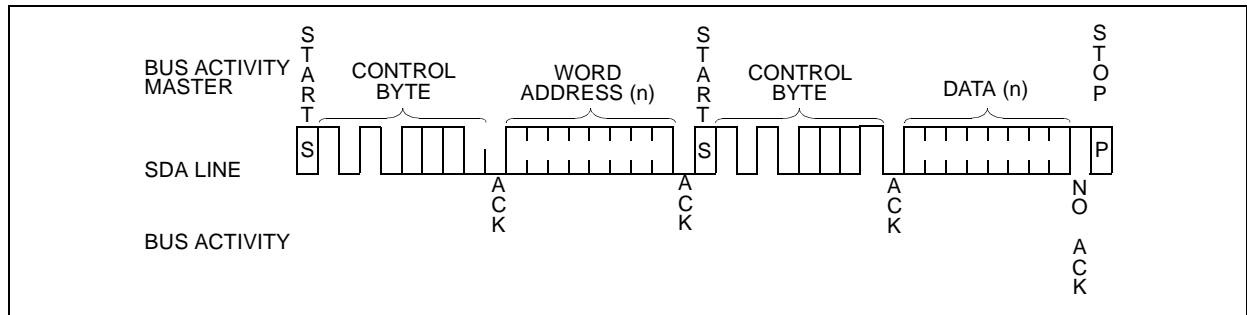 START
START
STOP
BUS ACTIVITY
MASTER
CONTROL
BYTE
WORD
ADDRESS (n)
CONTROL
BYTE
DATA (n)
S
S
P
SDA LINE
ACK
ACK
ACK
NO ACK
BUS ACTIVITY